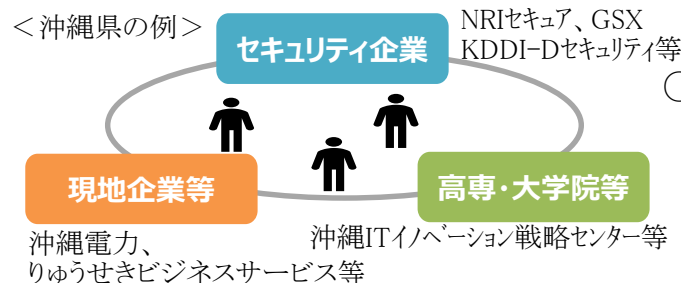 ＜沖縄県の例＞
セキュリティ企業
NRIセキュア、GSX
KDDI-Dセキュリティ等
現地企業等
高専・大学院等
沖縄電力、
りゅうせきビジネスサービス等
沖縄ITイノベーション戦略センター等